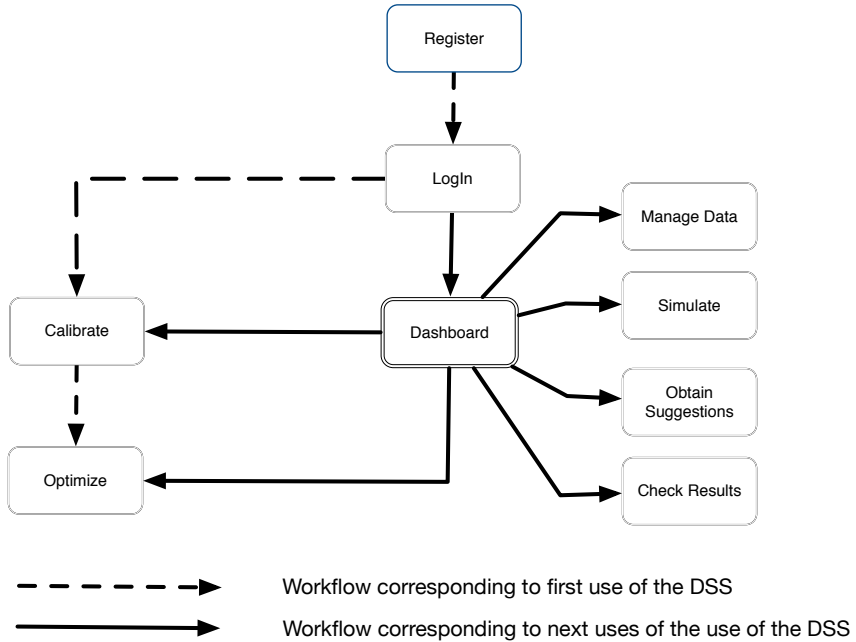 Register
LogIn
Manage Data
Simulate
Calibrate
Dashboard
Obtain
Suggestions
Optimize
Check Results
Workflow corresponding to first use of the DSS
Workflow corresponding to next uses of the use of the DSS